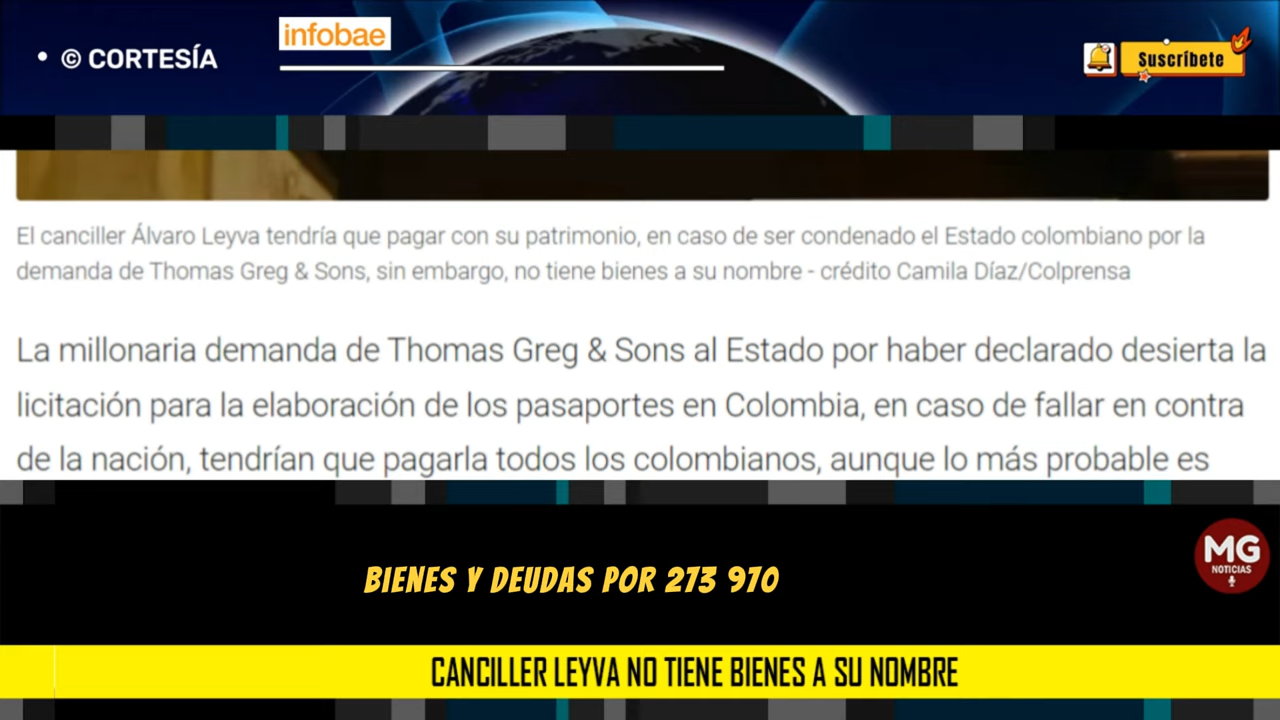 © CORTESÍA
infobae
Suscríbete
El canciller Álvaro Leyva tendría que pagar con su patrimonio, en caso de ser condenado el Estado colombiano por la
demanda de Thomas Greg & Sons, sin embargo, no tiene bienes a su nombre - crédito Camila Díaz/Colprensa
La millonaria demanda de Thomas Greg & Sons al Estado por haber declarado desierta la
licitación para la elaboración de los pasaportes en Colombia, en caso de fallar en contra
de la nación, tendrían que pagarla todos los colombianos, aunque lo más probable es
MG
NOTICIAS
BIENES Y DEUDAS POR 273 970
CANCILLER LEYVA NO TIENE BIENES A SU NOMBRE